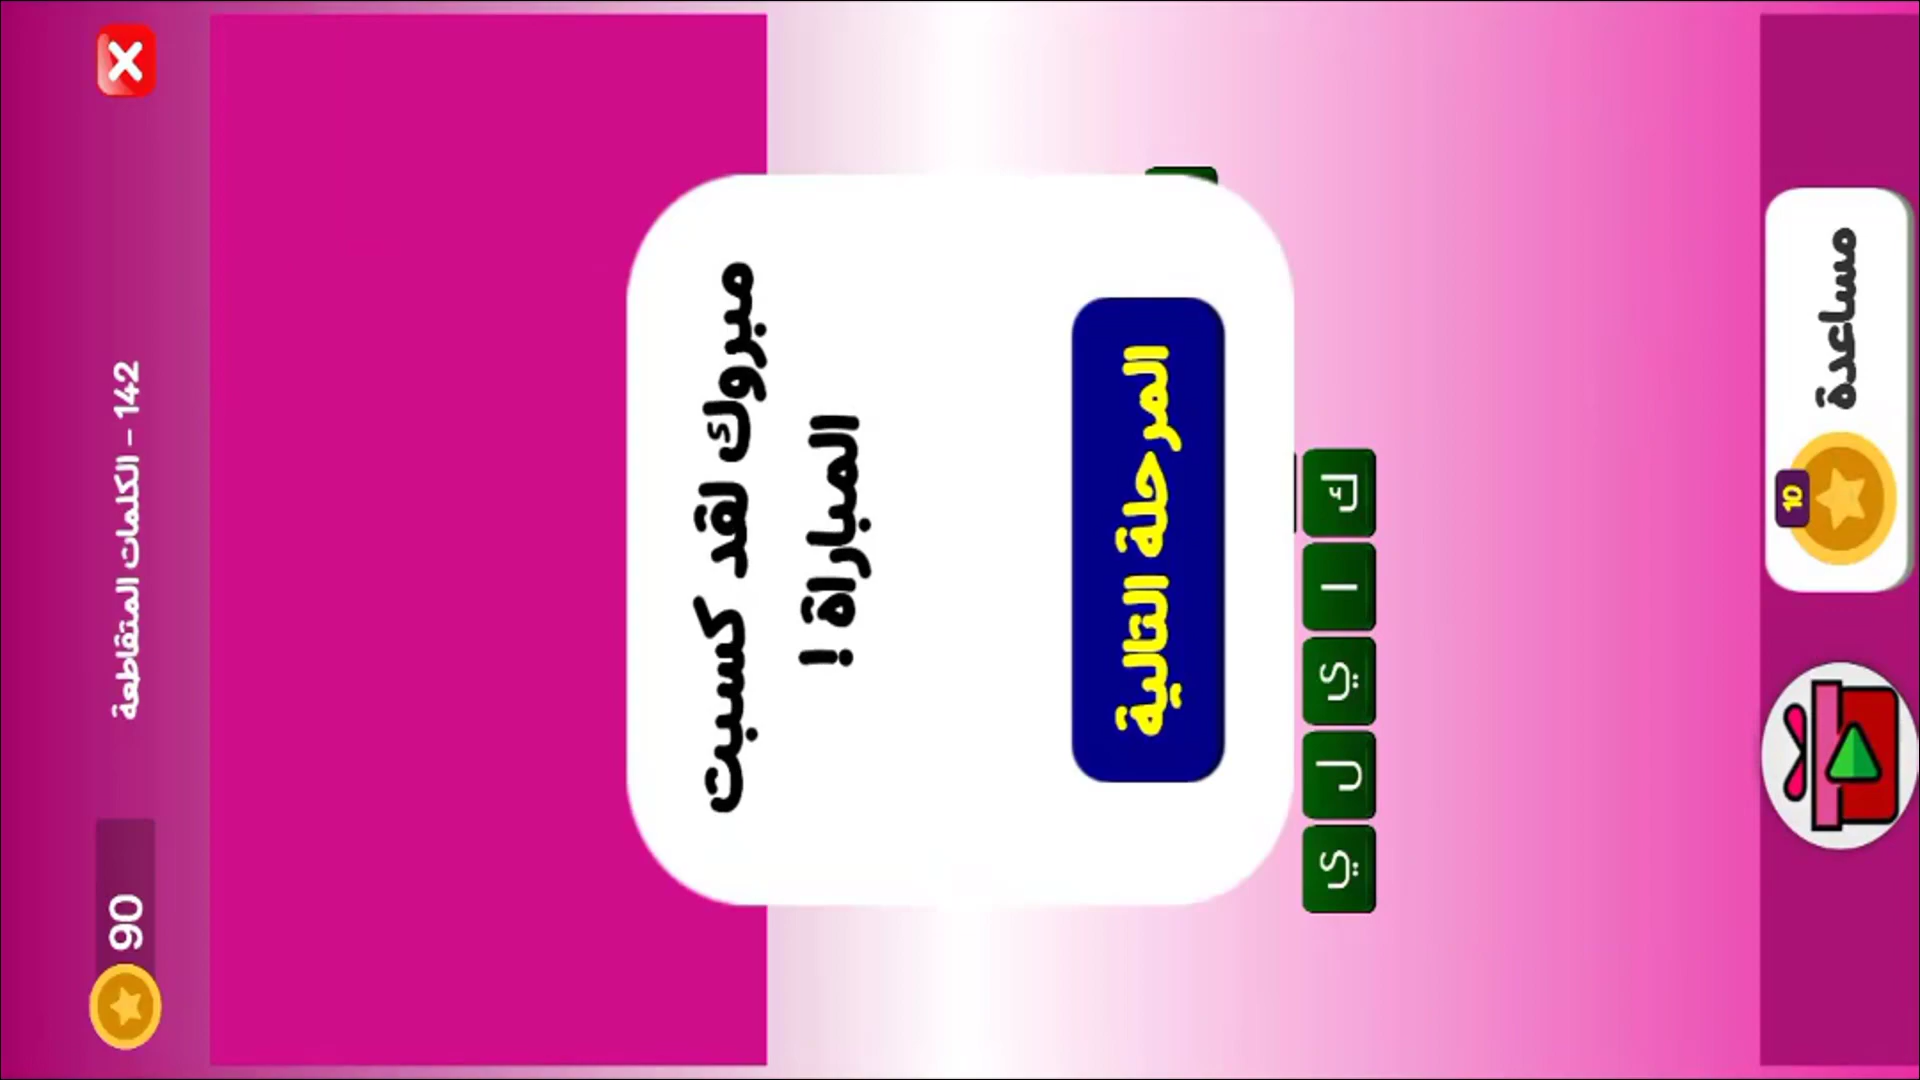 142 – الكلمات المتقاطعة
90
مبروك لقد كسبت
المباراة !
المرحلة التالية
ك ا ي ل ي
مساعدة
10